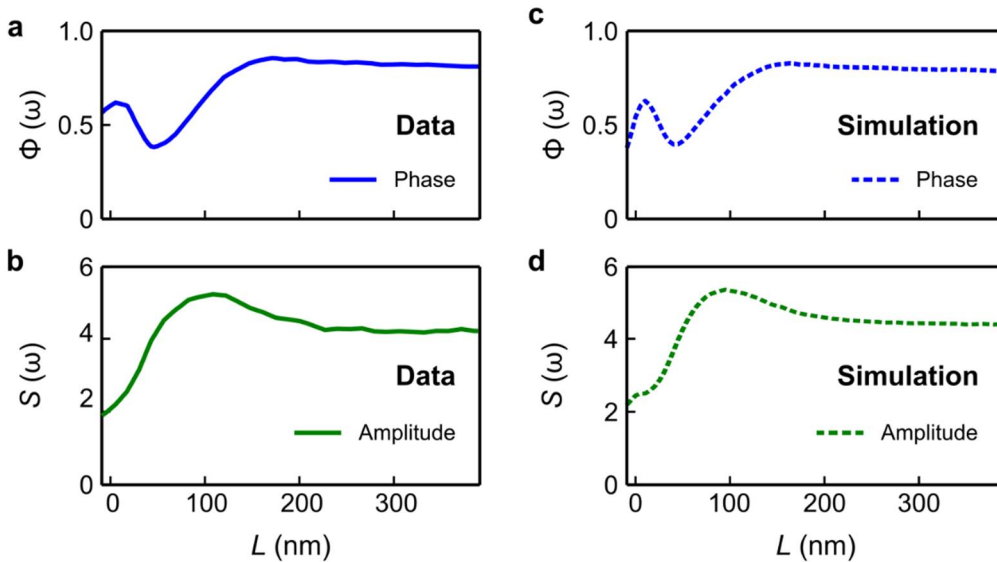 a
1.0
0.5
0
Φ (ω)
Data
Phase
c
1.0
0.5
0
Φ (ω)
Simulation
Phase
b
6
4
2
0
S (ω)
Data
Amplitude
0 100 200 300
L (nm)
d
6
4
2
0
S (ω)
Simulation
Amplitude
0 100 200 300
L (nm)